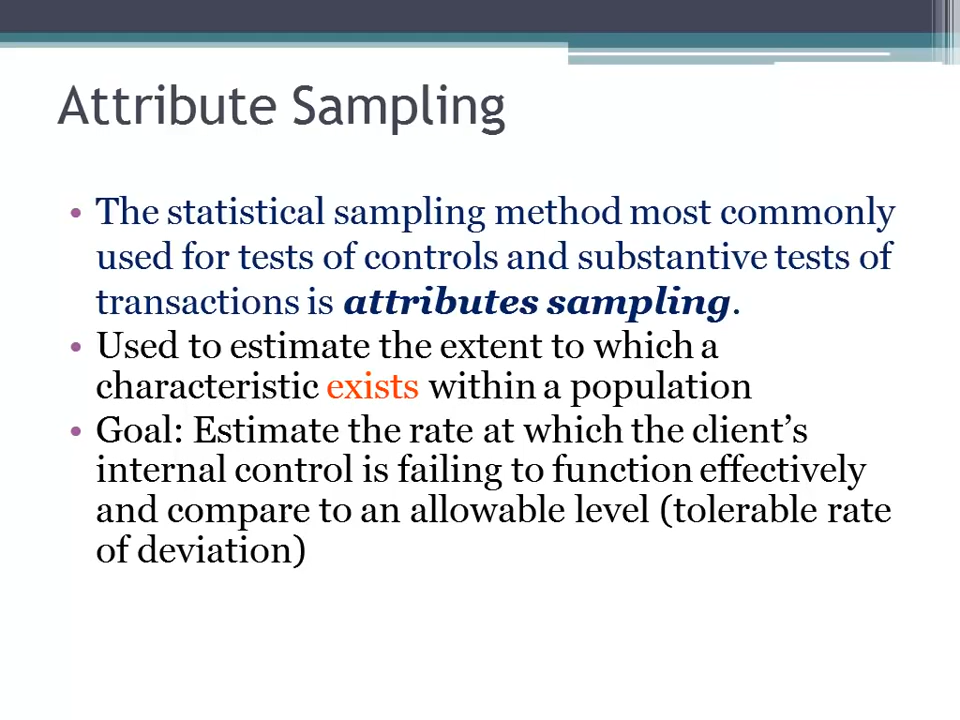 Attribute Sampling
• The statistical sampling method most commonly
used for tests of controls and substantive tests of
transactions is attributes sampling.
• Used to estimate the extent to which a
characteristic exists within a population
• Goal: Estimate the rate at which the client’s
internal control is failing to function effectively
and compare to an allowable level (tolerable rate
of deviation)